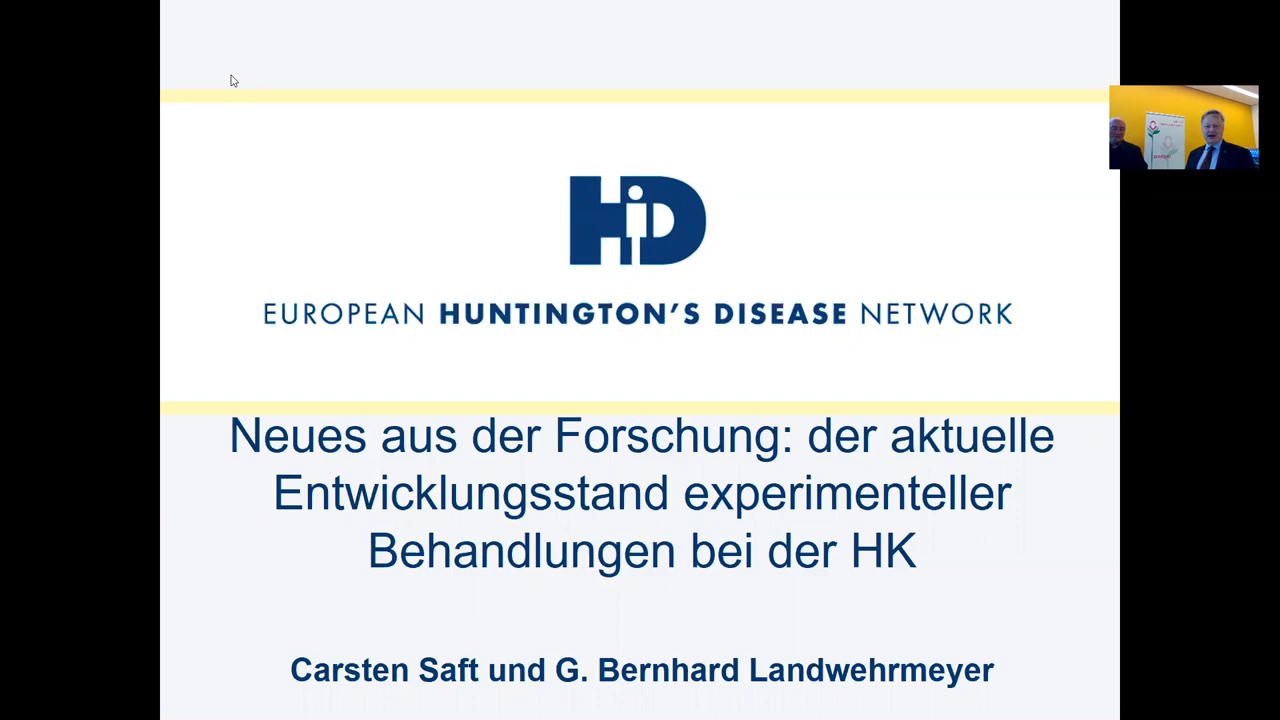 HiD
EUROPEAN HUNTINGTON'S DISEASE NETWORK
Neues aus der Forschung: der aktuelle
Entwicklungsstand experimenteller
Behandlungen bei der HK
Carsten Saft und G. Bernhard Landwehrmeyer